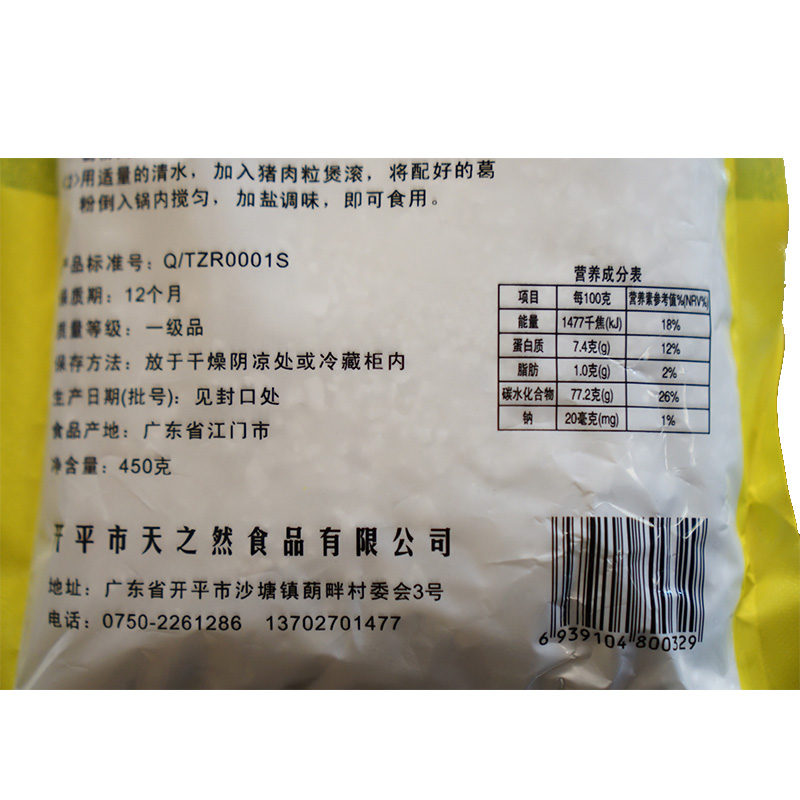 用适量的清水，加入猪肉粒煲滚，将配好的葛
粉倒入锅内搅匀，加盐调味，即可食用。
产品标准号：Q/TZR0001S
保质期：12个月
质量等级：一级品
保存方法：放于干燥阴凉处或冷藏柜内
生产日期(批号)：见封口处
食品产地：广东省江门市
净含量：450克
营养成分表
项目 每100克 营养素参考值%(NRV%)
能量 1477千焦(kJ) 18%
蛋白质 7.4克(g) 12%
脂肪 1.0克(g) 2%
碳水化合物 77.2克(g) 26%
钠 20毫克(mg) 1%
开平市天之然食品有限公司
地址：广东省开平市沙塘镇蓢畔村委会3号
电话：0750-2261286 13702701477
6 939104 800329